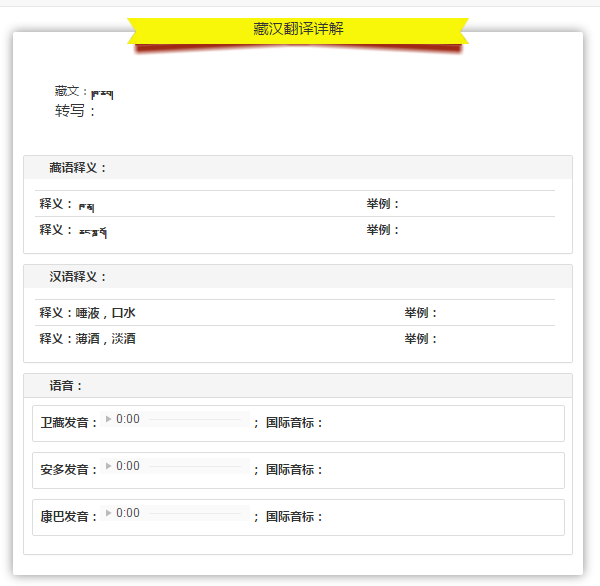 藏汉翻译详解
藏文：
转写：
藏语释义：
释义： 举例：
释义： 举例：
汉语释义：
释义：唾液，口水 举例：
释义：薄酒，淡酒 举例：
语音：
卫藏发音： 0:00 ； 国际音标：
安多发音： 0:00 ； 国际音标：
康巴发音： 0:00 ； 国际音标：